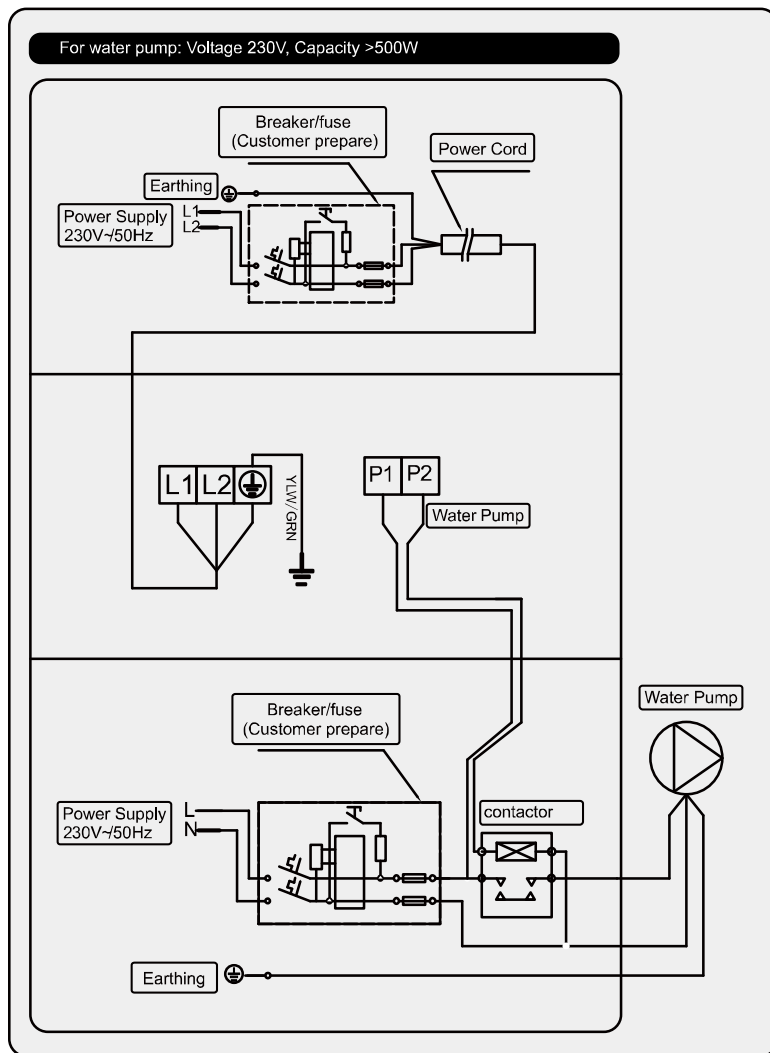 For water pump: Voltage 230V, Capacity >500W
Breaker/fuse
(Customer prepare)
Power Cord
Earthing
Power Supply
230V~/50Hz
L1
L2
L1 L2
YLW/GRN
P1 P2
Water Pump
Breaker/fuse
(Customer prepare)
Water Pump
Power Supply
230V~/50Hz
L
N
contactor
Earthing